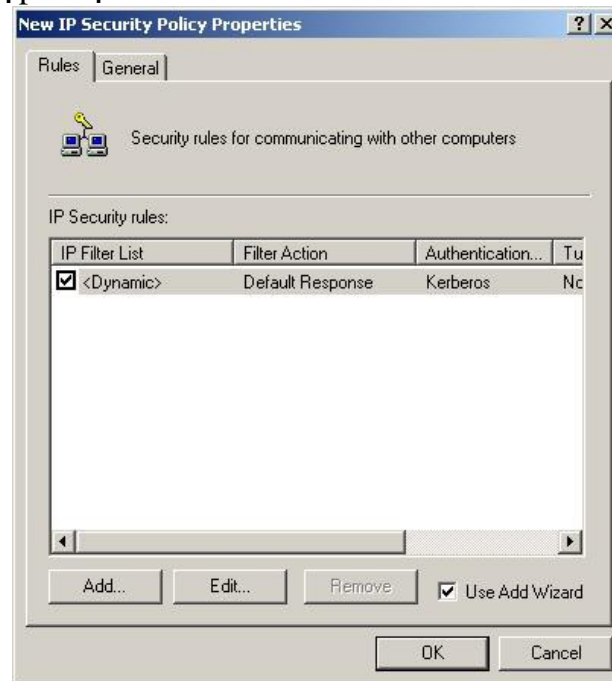 New IP Security Policy Properties
Rules General
Security rules for communicating with other computers
IP Security rules:
IP Filter List Filter Action Authentication... Tu
<Dynamic> Default Response Kerberos
Add... Edit... Remove Use Add Wizard
OK Cancel